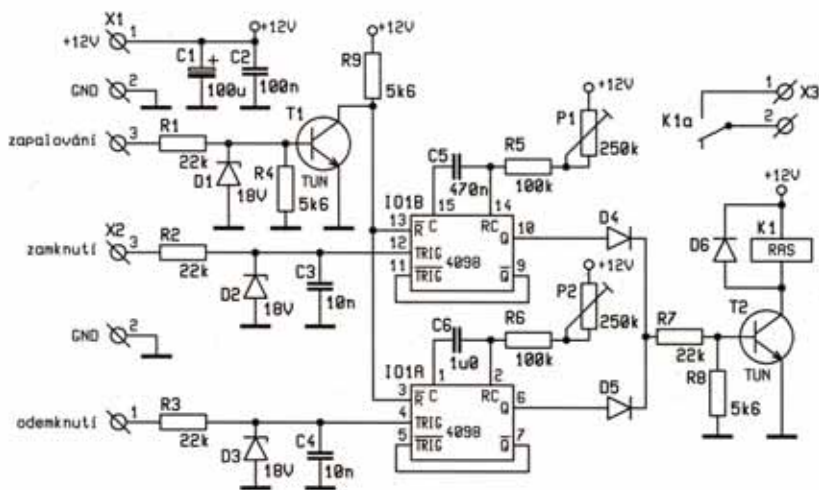 X1
1
+12V
+12V
+12V
C1
+
100u
C2
100n
R9
5k6
GND
2
zapalování
3
R1
22k
D1
18V
R4
5k6
T1
TUN
C5
470n
R5
100k
P1
+12V
250k
1
X3
2
K1a
IO1B
15
14
13
R
C
RC
12
TRIG
Q
10
11
TRIG
4098
Q
9
X2
3
zamknutí
R2
22k
D2
18V
C3
10n
D4
+12V
D6
K1
RAS
GND
2
C6
1u0
R6
100k
P2
+12V
250k
R7
22k
T2
TUN
R8
5k6
IO1A
1
2
3
R
C
RC
4
TRIG
Q
6
5
TRIG
4098
Q
7
D5
odemknutí
1
R3
22k
D3
18V
C4
10n